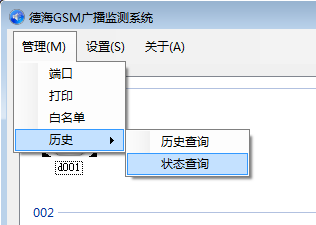 德海GSM广播监测系统
管理(M) 设置(S) 关于(A)
端口
打印
白名单
历史
历史查询
状态查询
d001
002